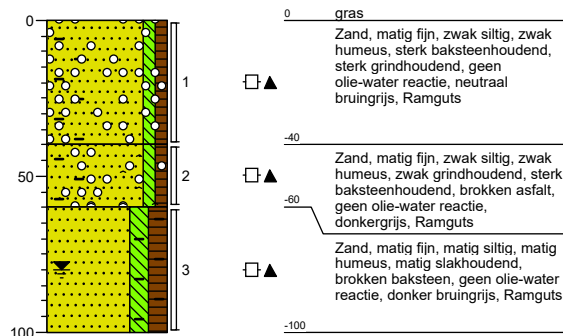 0
50
100
1
2
3
0
gras
Zand, matig fijn, zwak siltig, zwak
humeus, sterk baksteenhoudend,
sterk grindhoudend, geen
olie-water reactie, neutraal
bruingrijs, Ramguts
-40
Zand, matig fijn, zwak siltig, zwak
humeus, zwak grindhoudend, sterk
baksteenhoudend, brokken asfalt,
geen olie-water reactie,
donkergrijs, Ramguts
-60
Zand, matig fijn, matig siltig, matig
humeus, matig slakhoudend,
brokken baksteen, geen olie-water
reactie, donker bruingrijs, Ramguts
-100